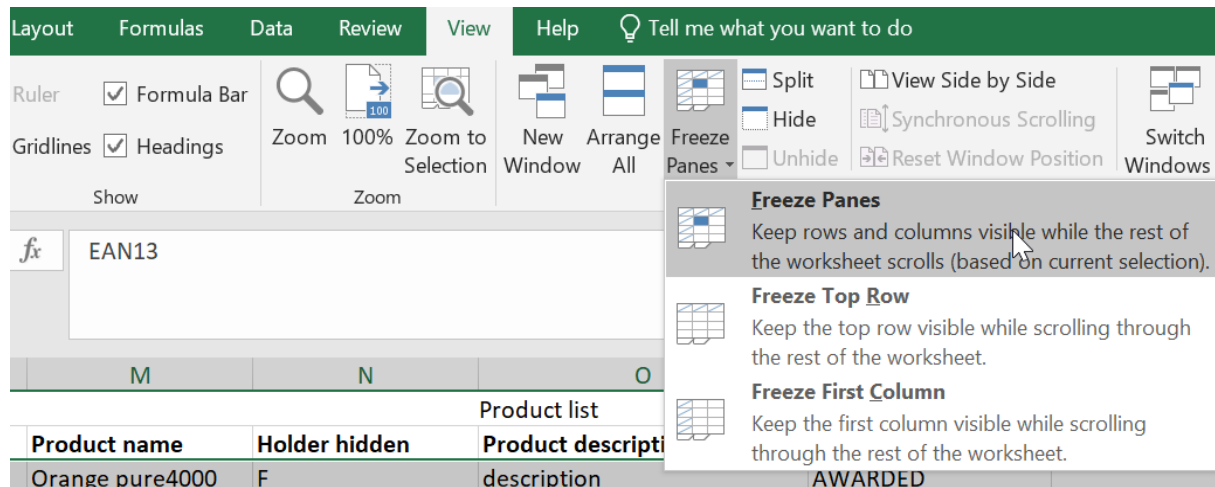 Layout Formulas Data Review View Help Tell me what you want to do
Ruler Formula Bar
Gridlines Headings
Show
Zoom 100% Zoom to Selection
100
Zoom
New Window Arrange All Freeze Panes
Split
Hide
Unhide
View Side by Side
Synchronous Scrolling
Reset Window Position
Switch Windows
Freeze Panes
Keep rows and columns visible while the rest of
the worksheet scrolls (based on current selection).
Freeze Top Row
Keep the top row visible while scrolling through
the rest of the worksheet.
Freeze First Column
Keep the first column visible while scrolling
through the rest of the worksheet.
fx EAN13
M N O
Product list
Product name Holder hidden Product descripti
Orange pure4000 F description AWARDED